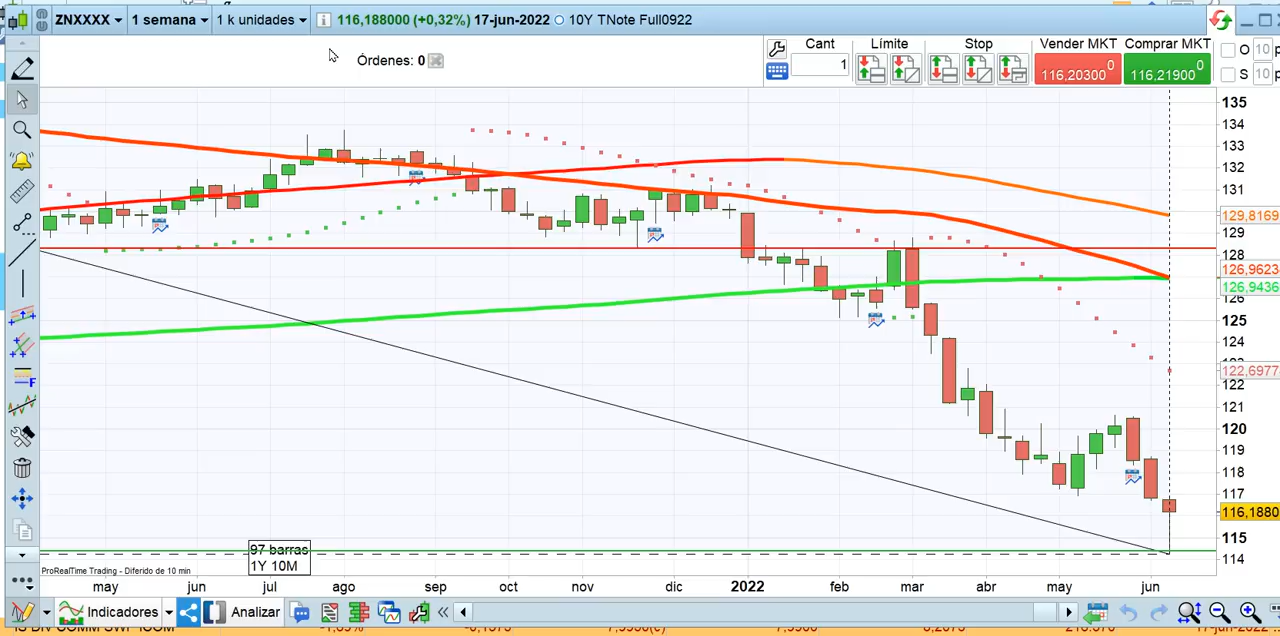 ZNXXXX 1 semana 1 k unidades 116,188000 (+0,32%) 17-jun-2022 10Y TNote Full0922
Órdenes: 0
Cant Límite Stop Vender MKT Comprar MKT
1
116,20300 0
116,21900 0
O 10 p
S 10 p
135
134
133
132
131
129,8169
129
128
126,9623
126,9436
126
125
124
122,6977
122
121
120
119
118
117
116,1880
115
114
97 barras
1Y 10M
ProRealTime Trading - Diferido de 10 min
may jun jul ago sep oct nov dic 2022 feb mar abr may jun
Indicadores Analizar